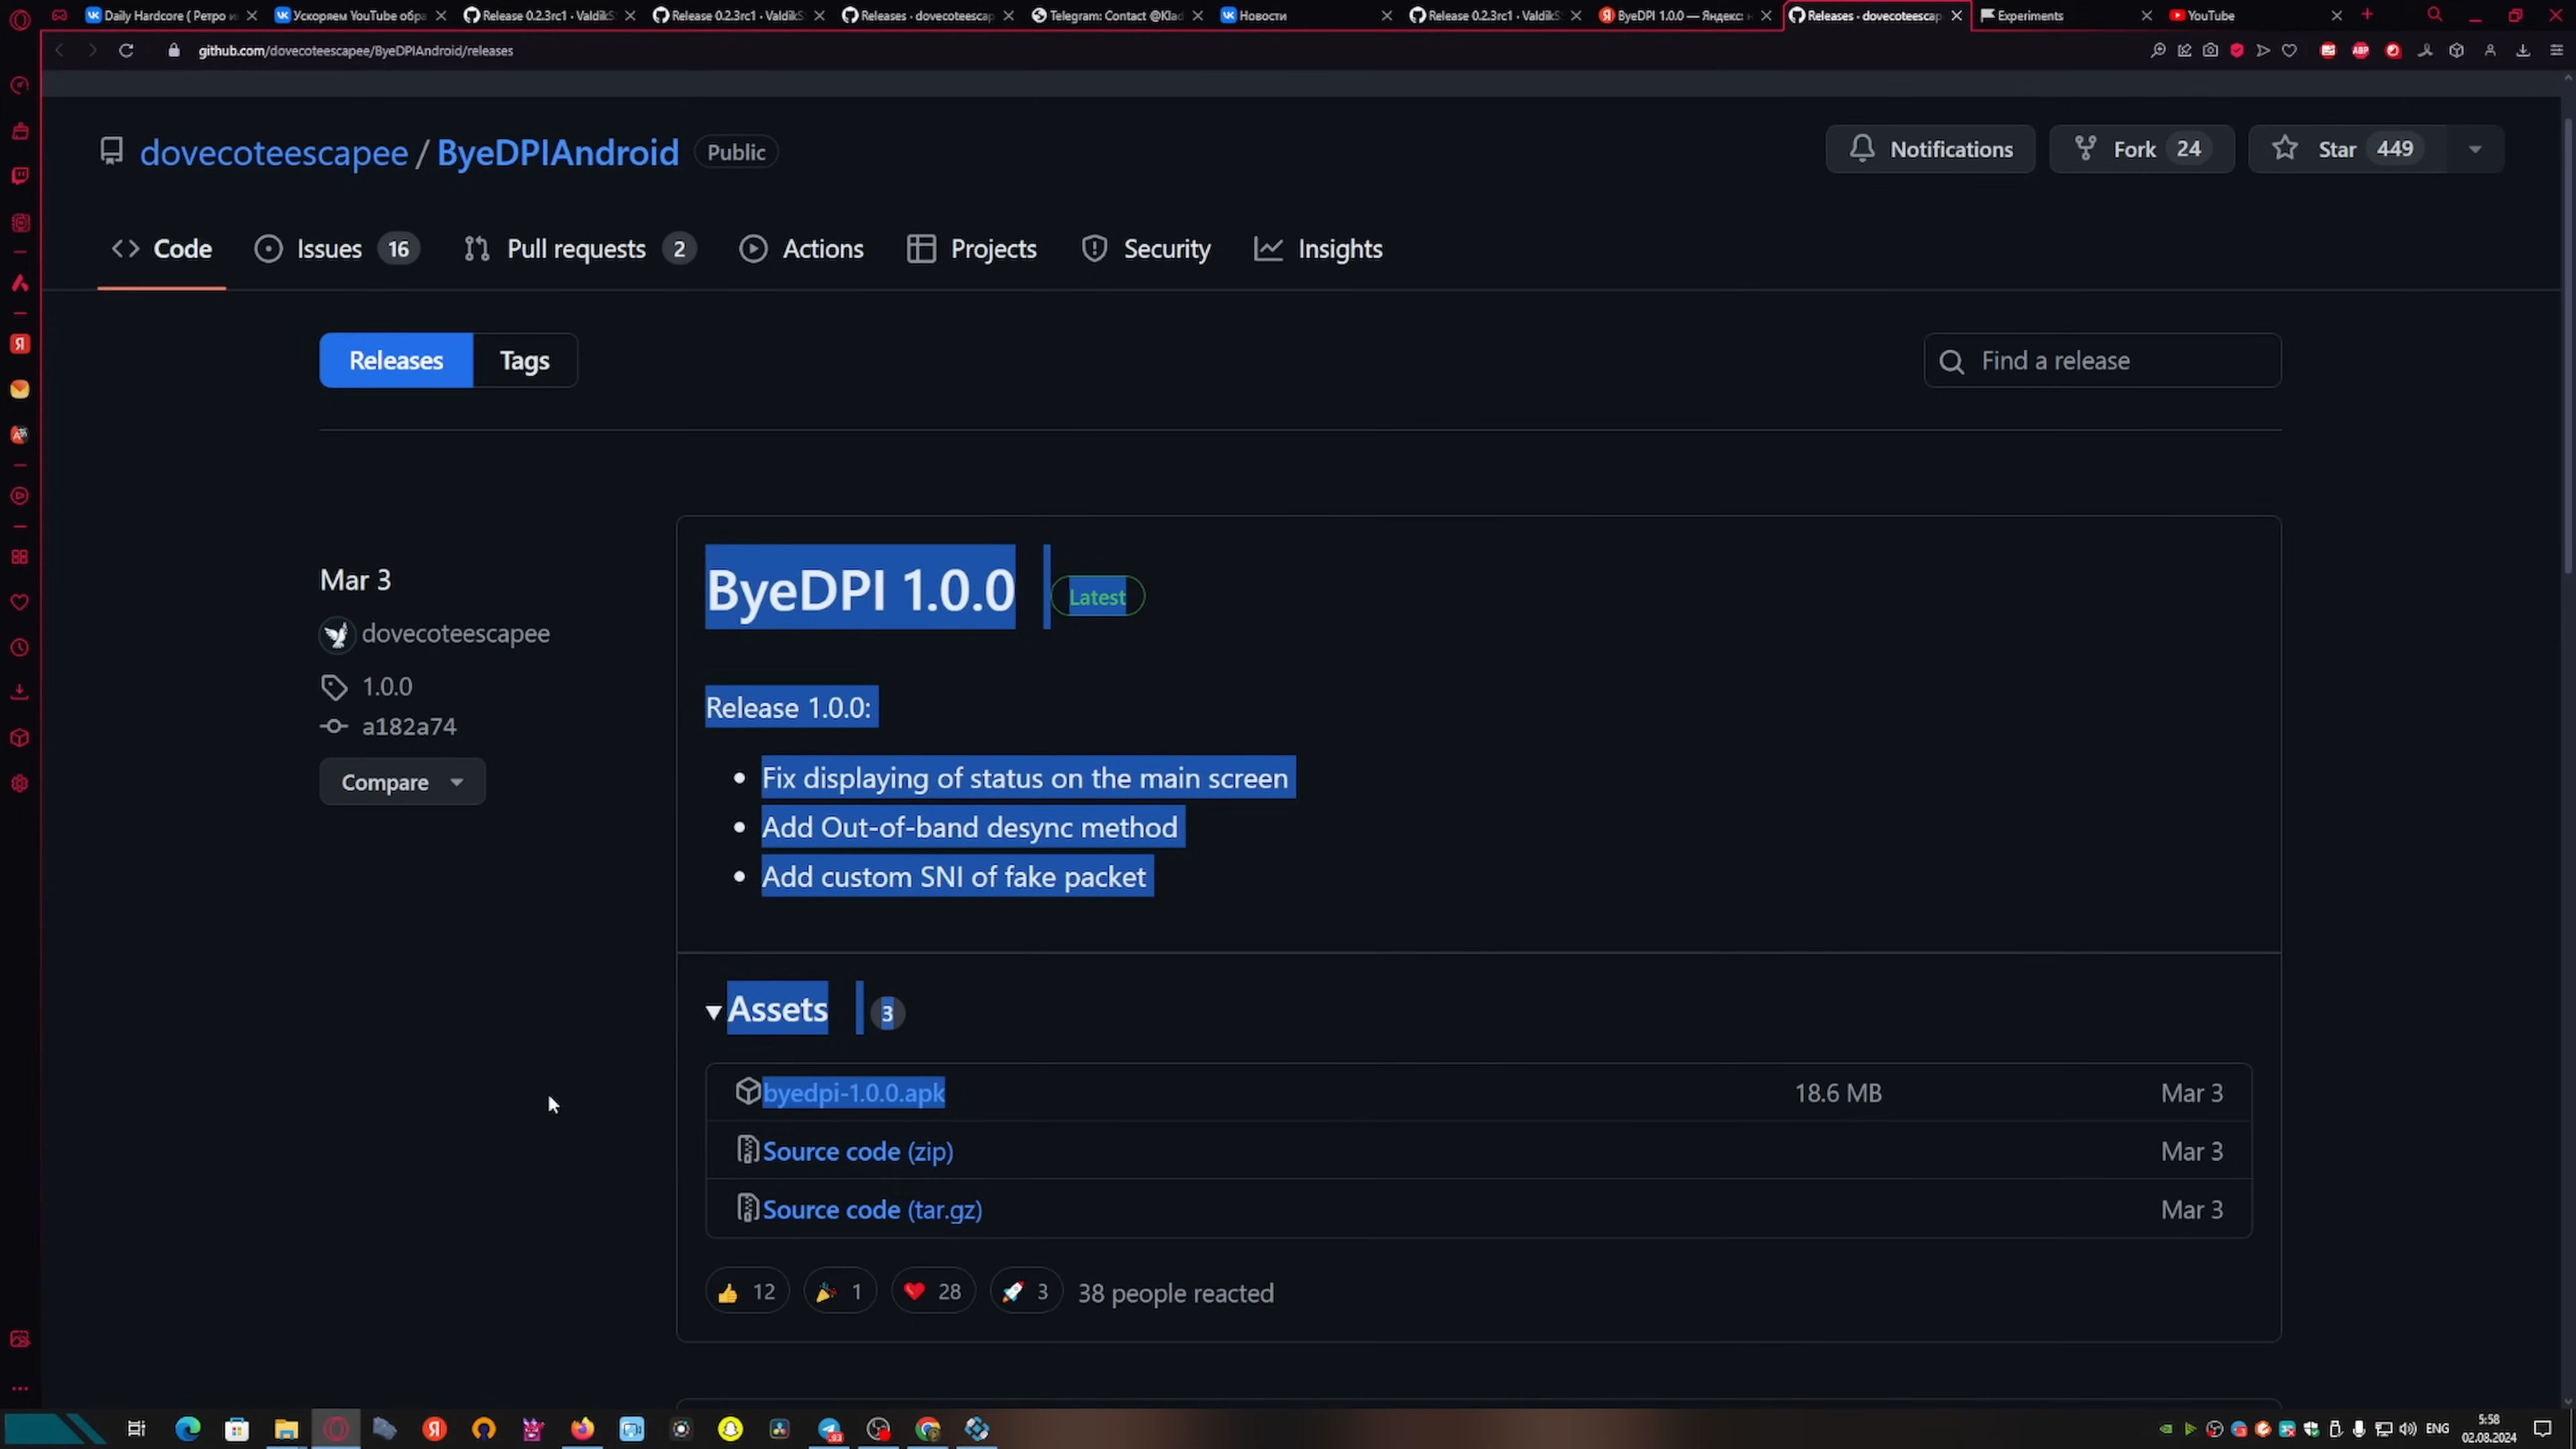 Daily Hardcore ( Ретро и
Ускоряем YouTube обра
Release 0.2.3rc1 · ValdikS
Release 0.2.3rc1 · ValdikS
Releases · dovecoteescap
Telegram: Contact @Klad
Новости
Release 0.2.3rc1 · ValdikS
ByeDPI 1.0.0 — Яндекс: н
Releases · dovecoteescap
Experiments
YouTube
github.com/dovecoteescapee/ByeDPIAndroid/releases
ABP
dovecoteescapee / ByeDPIAndroid Public
Notifications
Fork 24
Star 449
Code
Issues 16
Pull requests 2
Actions
Projects
Security
Insights
Releases
Tags
Find a release
Mar 3
dovecoteescapee
1.0.0
a182a74
Compare
ByeDPI 1.0.0 Latest
Release 1.0.0:
Fix displaying of status on the main screen
Add Out-of-band desync method
Add custom SNI of fake packet
Assets 3
byedpi-1.0.0.apk 18.6 MB Mar 3
Source code (zip) Mar 3
Source code (tar.gz) Mar 3
12
1
28
3
38 people reacted
ENG
5:58
02.08.2024